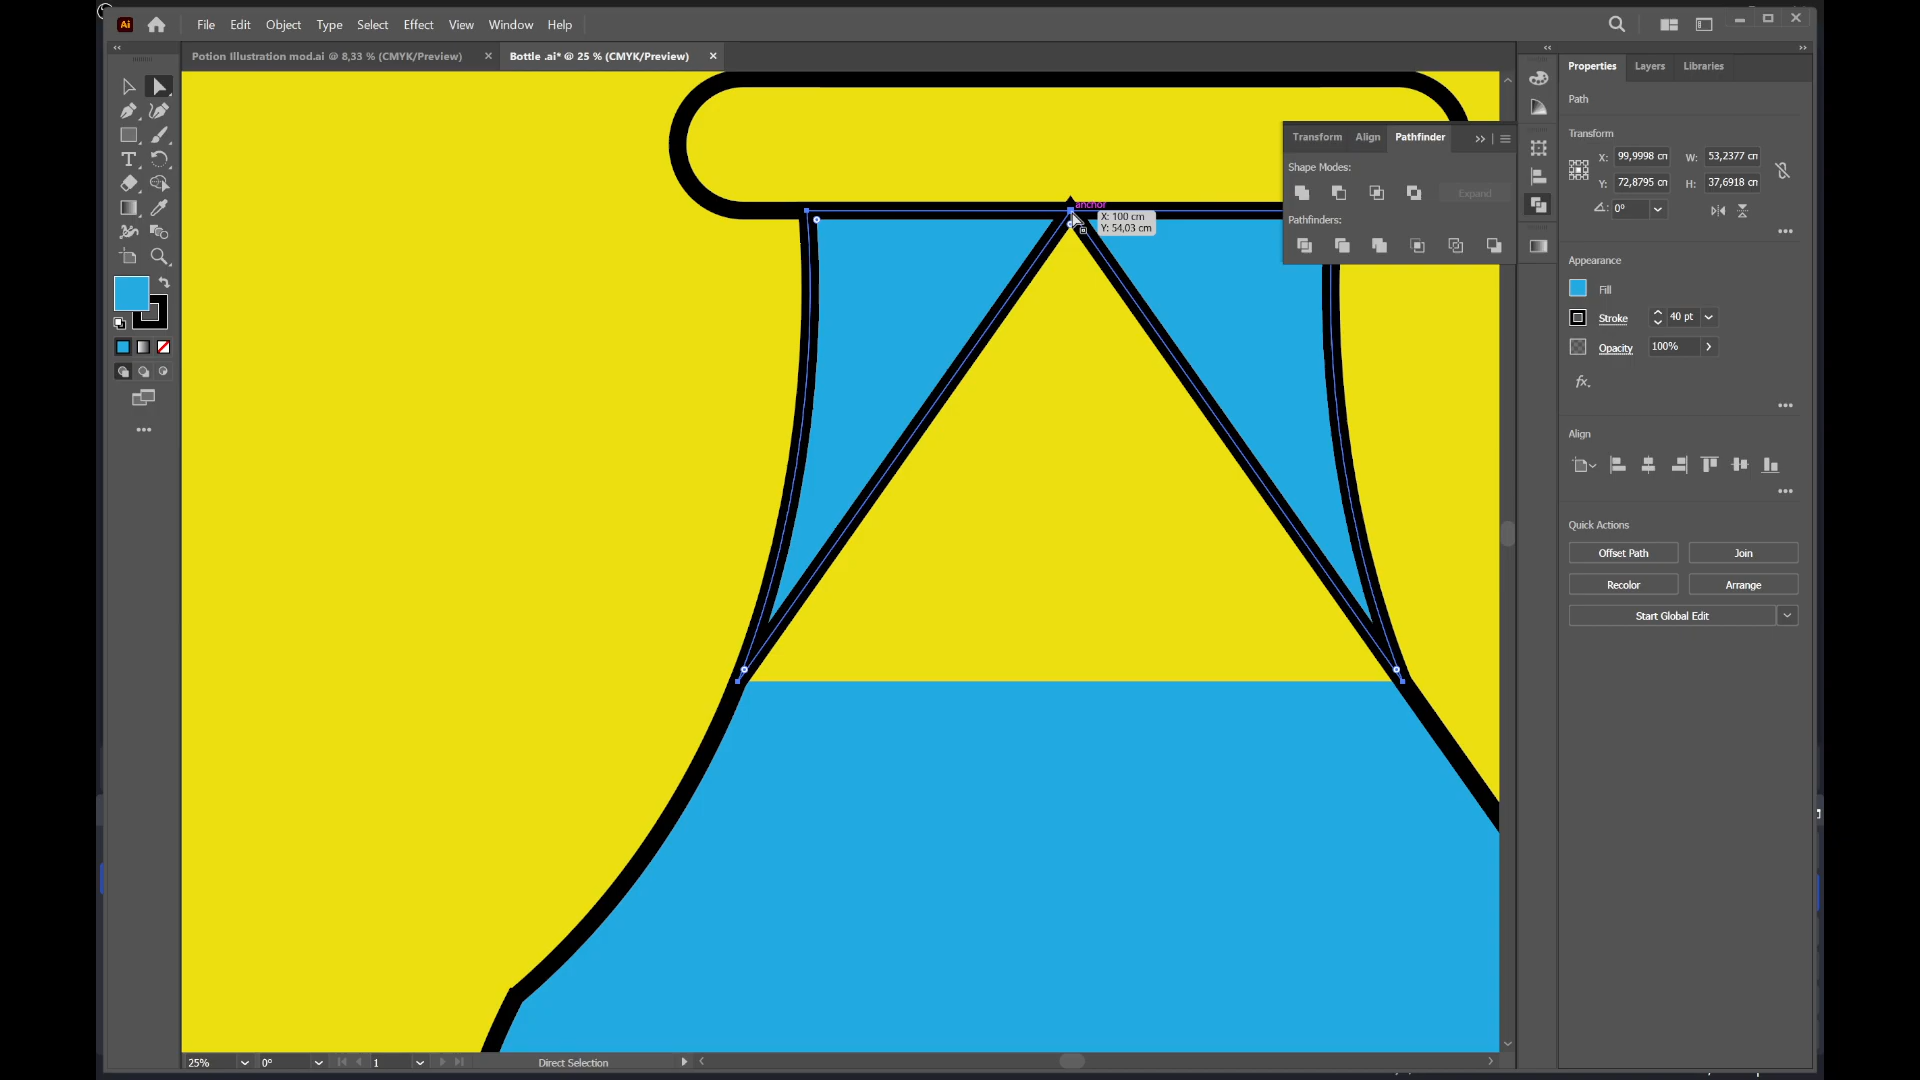 Ai File Edit Object Type Select Effect View Window Help
Potion Illustration mod.ai @ 8,33 % (CMYK/Preview) Bottle .ai* @ 25 % (CMYK/Preview)
Properties Layers Libraries
Path
Transform
X: 99,9998 cm W: 53,2377 cm
Y: 72,8795 cm H: 37,6918 cm
0°
Transform Align Pathfinder
Shape Modes:
Expand
Pathfinders:
anchor
X: 100 cm
Y: 54,03 cm
Appearance
Fill
Stroke 40 pt
Opacity 100%
fx.
Align
Quick Actions
Offset Path Join
Recolor Arrange
Start Global Edit
25% 0° 1 Direct Selection